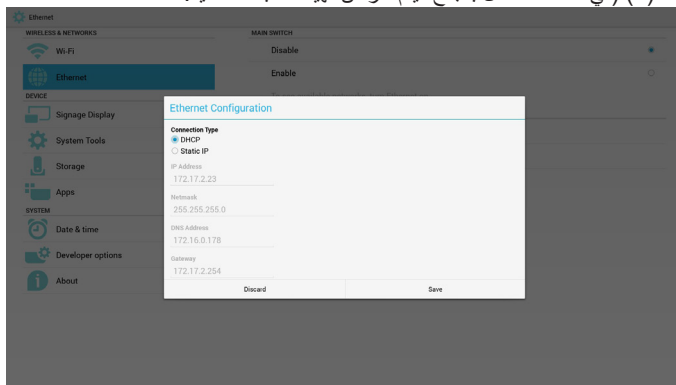 Ethernet
WIRELESS & NETWORKS
Wi-Fi
Ethernet
DEVICE
Signage Display
System Tools
Storage
Apps
SYSTEM
Date & time
Developer options
About
MAIN SWITCH
Disable
Enable
Ethernet Configuration
Connection Type
DHCP
Static IP
IP Address
172.17.2.23
Netmask
255.255.255.0
DNS Address
172.16.0.178
Gateway
172.17.2.254
Discard
Save